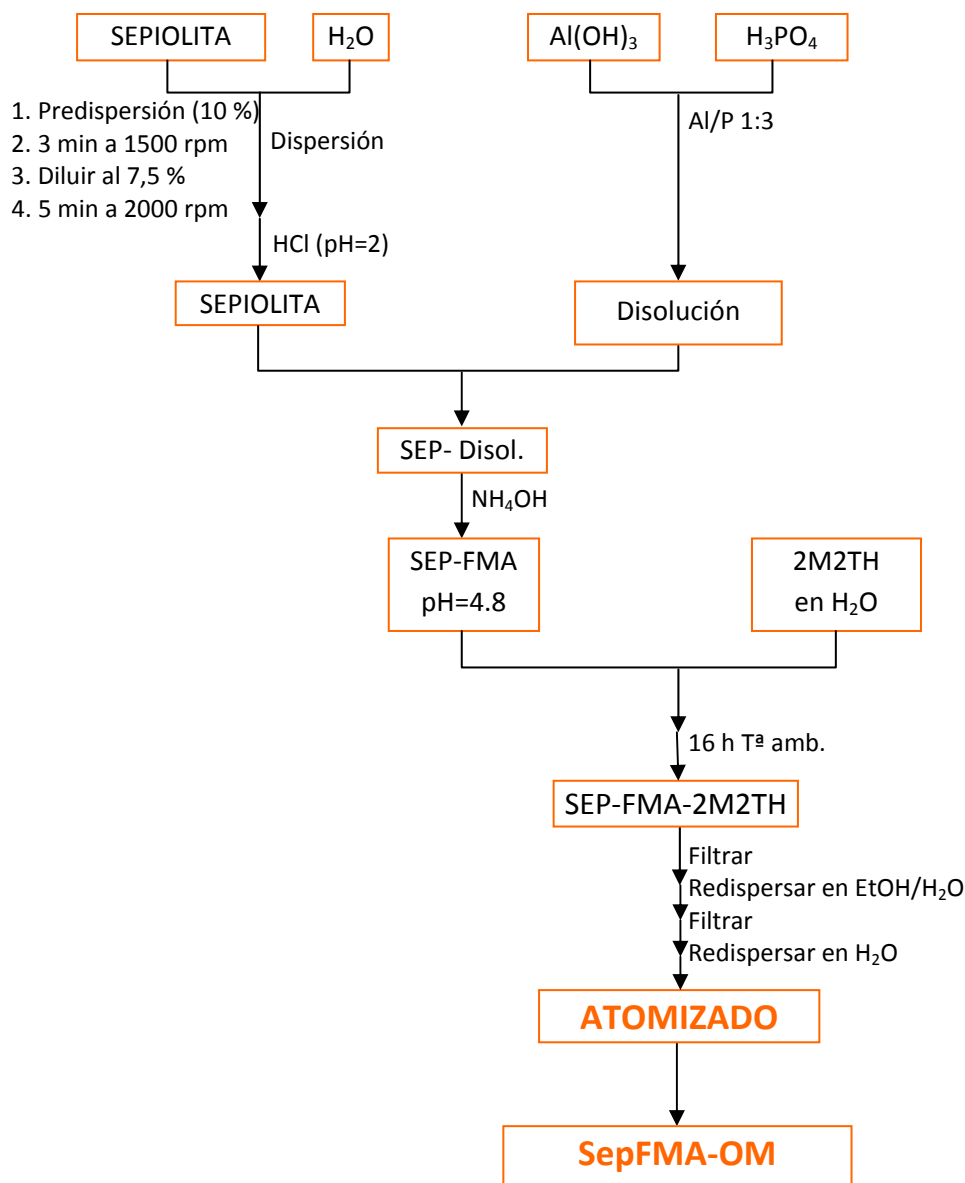 SEPIOLITA
H₂O
Al(OH)₃
H₃PO₄
1. Predispersión (10 %)
2. 3 min a 1500 rpm
3. Diluir al 7,5 %
4. 5 min a 2000 rpm
Dispersión
Al/P 1:3
HCl (pH=2)
SEPIOLITA
Disolución
SEP- Disol.
NH₄OH
SEP-FMA
pH=4.8
2M2TH
en H₂O
16 h Tª amb.
SEP-FMA-2M2TH
Filtrar
Redispersar en EtOH/H₂O
Filtrar
Redispersar en H₂O
ATOMIZADO
SepFMA-OM